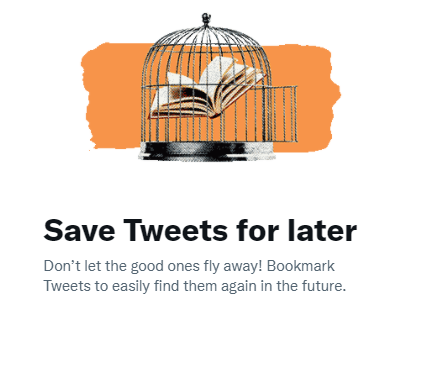 Save Tweets for later
Don’t let the good ones fly away! Bookmark
Tweets to easily find them again in the future.